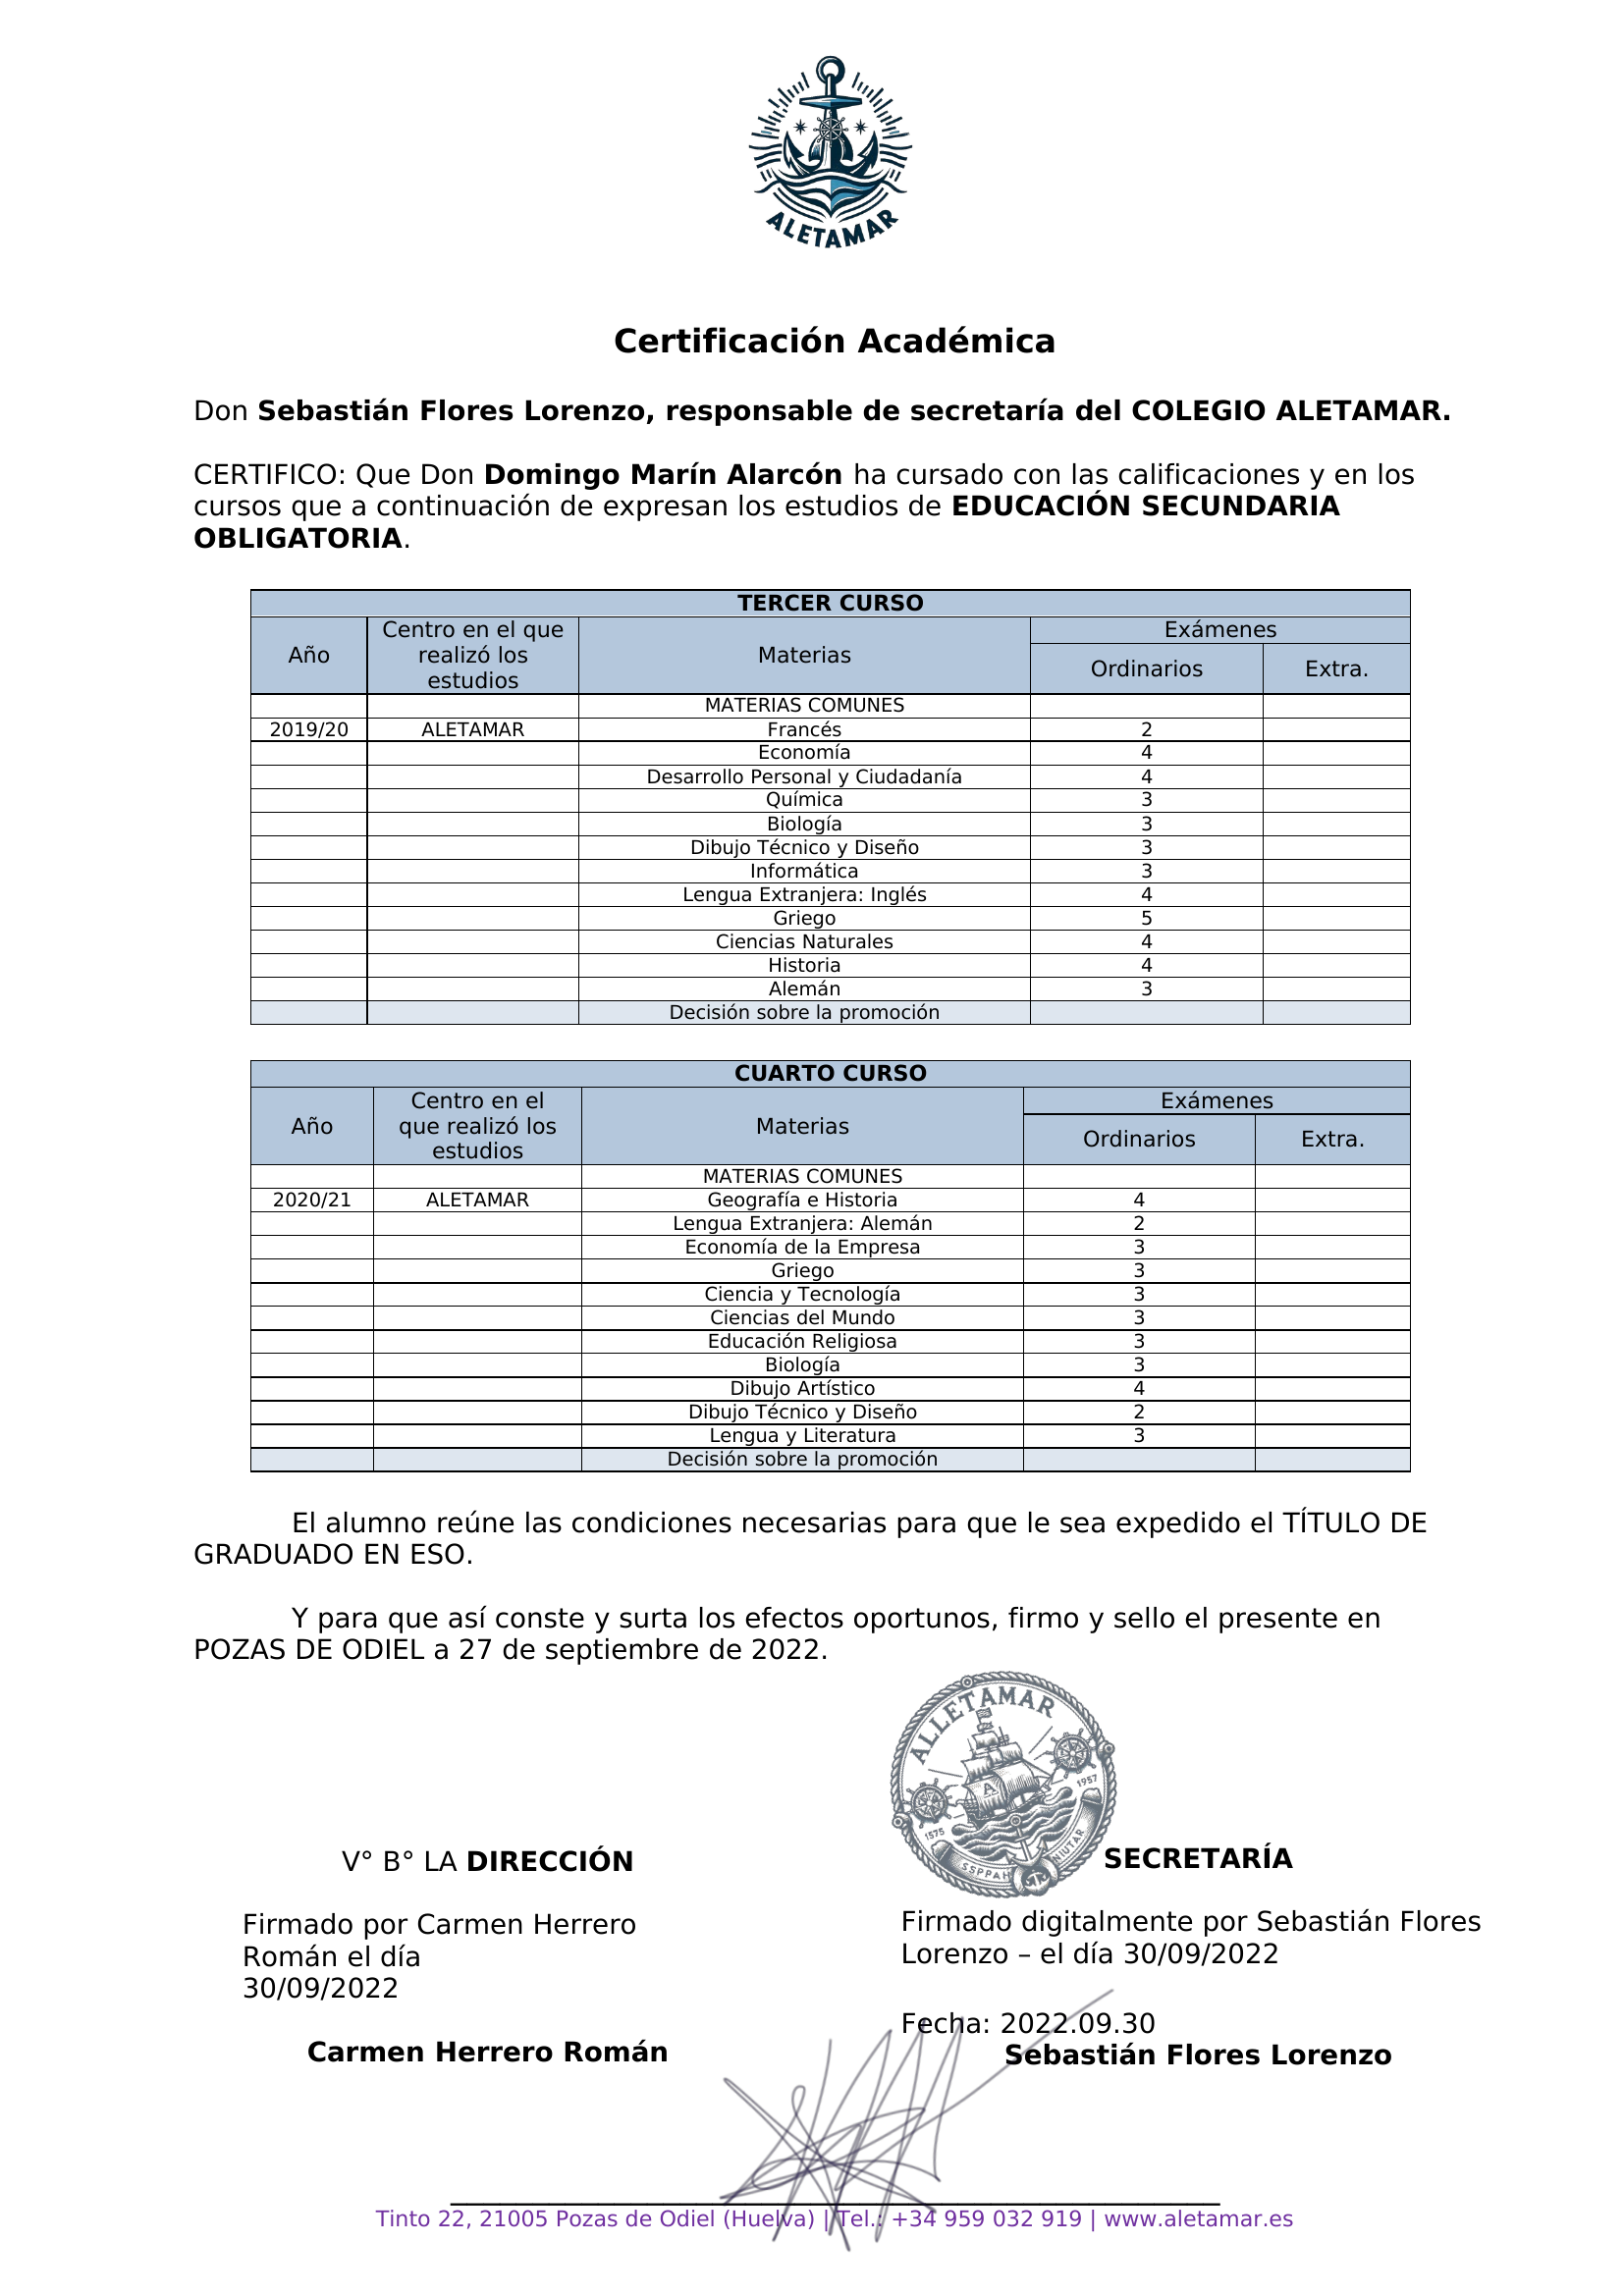 ALETAMAR
Certificación Académica
Don Sebastián Flores Lorenzo, responsable de secretaría del COLEGIO ALETAMAR.
CERTIFICO: Que Don Domingo Marín Alarcón ha cursado con las calificaciones y en los
cursos que a continuación de expresan los estudios de EDUCACIÓN SECUNDARIA
OBLIGATORIA.
TERCER CURSO
Año Centro en el que realizó los estudios Materias Exámenes
Ordinarios Extra.
MATERIAS COMUNES
2019/20 ALETAMAR Francés 2
Economía 4
Desarrollo Personal y Ciudadanía 4
Química 3
Biología 3
Dibujo Técnico y Diseño 3
Informática 3
Lengua Extranjera: Inglés 4
Griego 5
Ciencias Naturales 4
Historia 4
Alemán 3
Decisión sobre la promoción
CUARTO CURSO
Año Centro en el que realizó los estudios Materias Exámenes
Ordinarios Extra.
MATERIAS COMUNES
2020/21 ALETAMAR Geografía e Historia 4
Lengua Extranjera: Alemán 2
Economía de la Empresa 3
Griego 3
Ciencia y Tecnología 3
Ciencias del Mundo 3
Educación Religiosa 3
Biología 3
Dibujo Artístico 4
Dibujo Técnico y Diseño 2
Lengua y Literatura 3
Decisión sobre la promoción
El alumno reúne las condiciones necesarias para que le sea expedido el TÍTULO DE
GRADUADO EN ESO.
Y para que así conste y surta los efectos oportunos, firmo y sello el presente en
POZAS DE ODIEL a 27 de septiembre de 2022.
ALLETAMAR
A
1575 1957
SSPPAH NIUTAR
V° B° LA DIRECCIÓN
Firmado por Carmen Herrero
Román el día
30/09/2022
Carmen Herrero Román
SECRETARÍA
Firmado digitalmente por Sebastián Flores
Lorenzo – el día 30/09/2022
Fecha: 2022.09.30
Sebastián Flores Lorenzo
Tinto 22, 21005 Pozas de Odiel (Huelva) | Tel.: +34 959 032 919 | www.aletamar.es